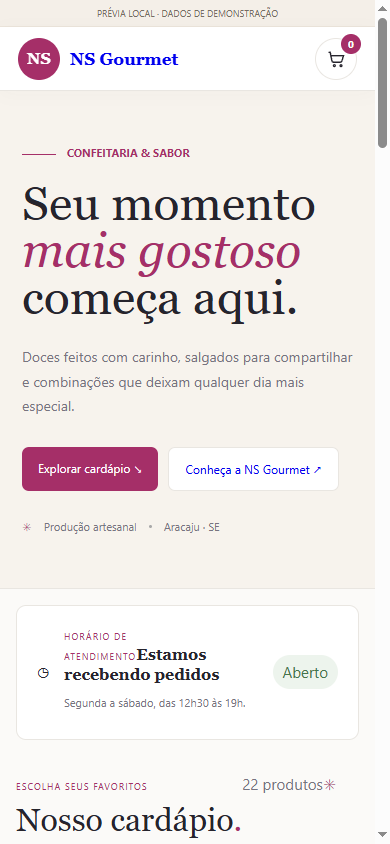 PRÉVIA LOCAL · DADOS DE DEMONSTRAÇÃO
NS NS Gourmet 0
CONFEITARIA & SABOR
Seu momento
mais gostoso
começa aqui.
Doces feitos com carinho, salgados para compartilhar
e combinações que deixam qualquer dia mais
especial.
Explorar cardápio ↘ Conheça a NS Gourmet ↗
✳ Produção artesanal • Aracaju · SE
HORÁRIO DE
ATENDIMENTOEstamos
recebendo pedidos
Aberto
Segunda a sábado, das 12h30 às 19h.
ESCOLHA SEUS FAVORITOS 22 produtos✳
Nosso cardápio.